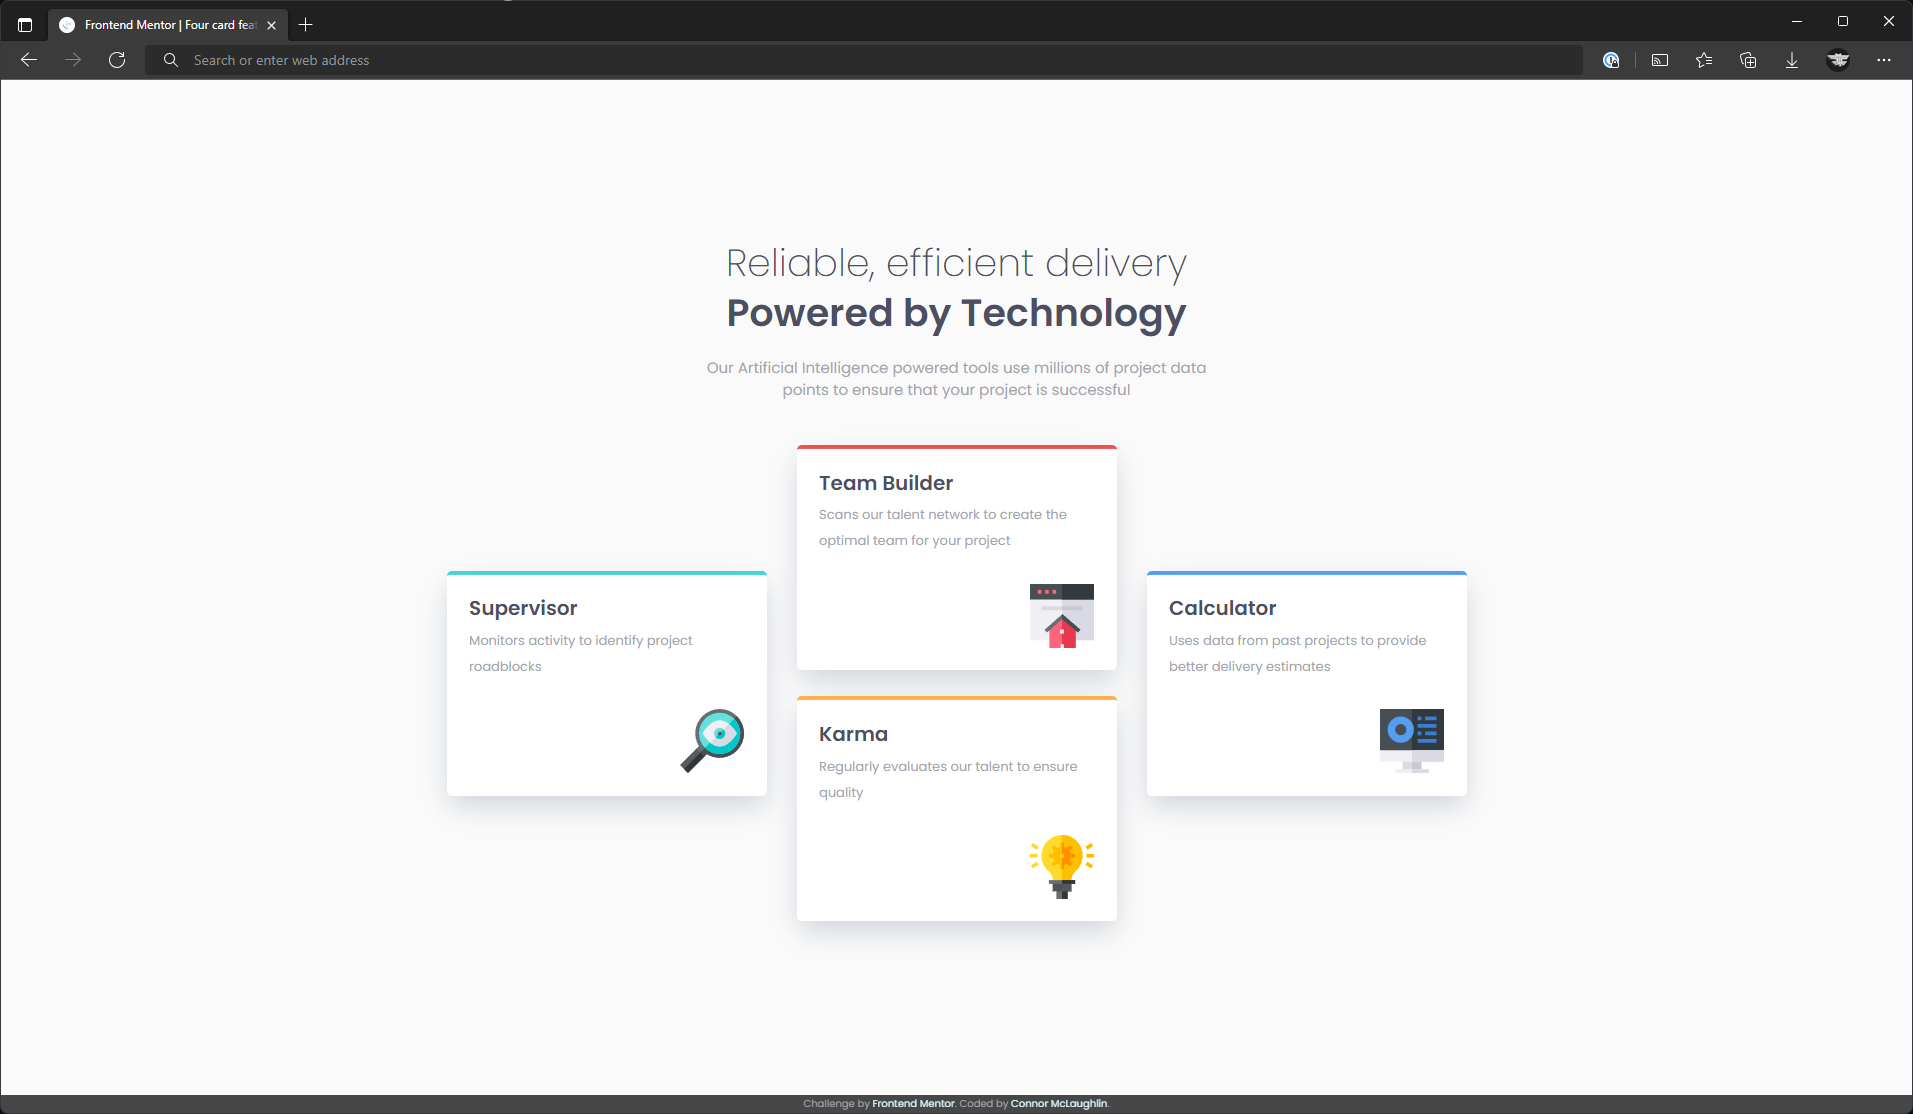 Frontend Mentor | Four card fea
Search or enter web address
Reliable, efficient delivery
Powered by Technology
Our Artificial Intelligence powered tools use millions of project data
points to ensure that your project is successful
Team Builder
Scans our talent network to create the
optimal team for your project
Supervisor
Monitors activity to identify project
roadblocks
Calculator
Uses data from past projects to provide
better delivery estimates
Karma
Regularly evaluates our talent to ensure
quality
Challenge by Frontend Mentor. Coded by Connor McLaughlin.